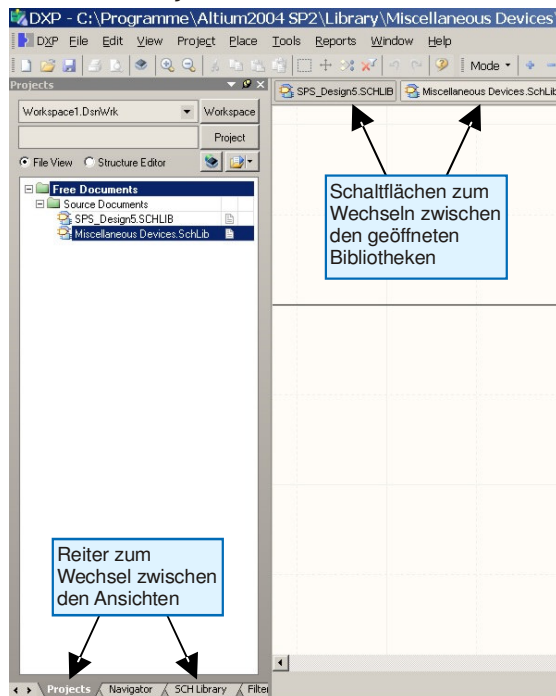 DXP - C:\Programme\Altium2004 SP2\Library\Miscellaneous Devices
DXP File Edit View Project Place Tools Reports Window Help
Mode
Projects
SPS_Design5.SCHLIB Miscellaneous Devices.SchLib
Workspace1.DsnWrk Workspace
Project
File View Structure Editor
Free Documents
Source Documents
SPS_Design5.SCHLIB
Miscellaneous Devices.SchLib
Schaltflächen zum
Wechseln zwischen
den geöffneten
Bibliotheken
Reiter zum
Wechsel zwischen
den Ansichten
Projects Navigator SCH Library Filter